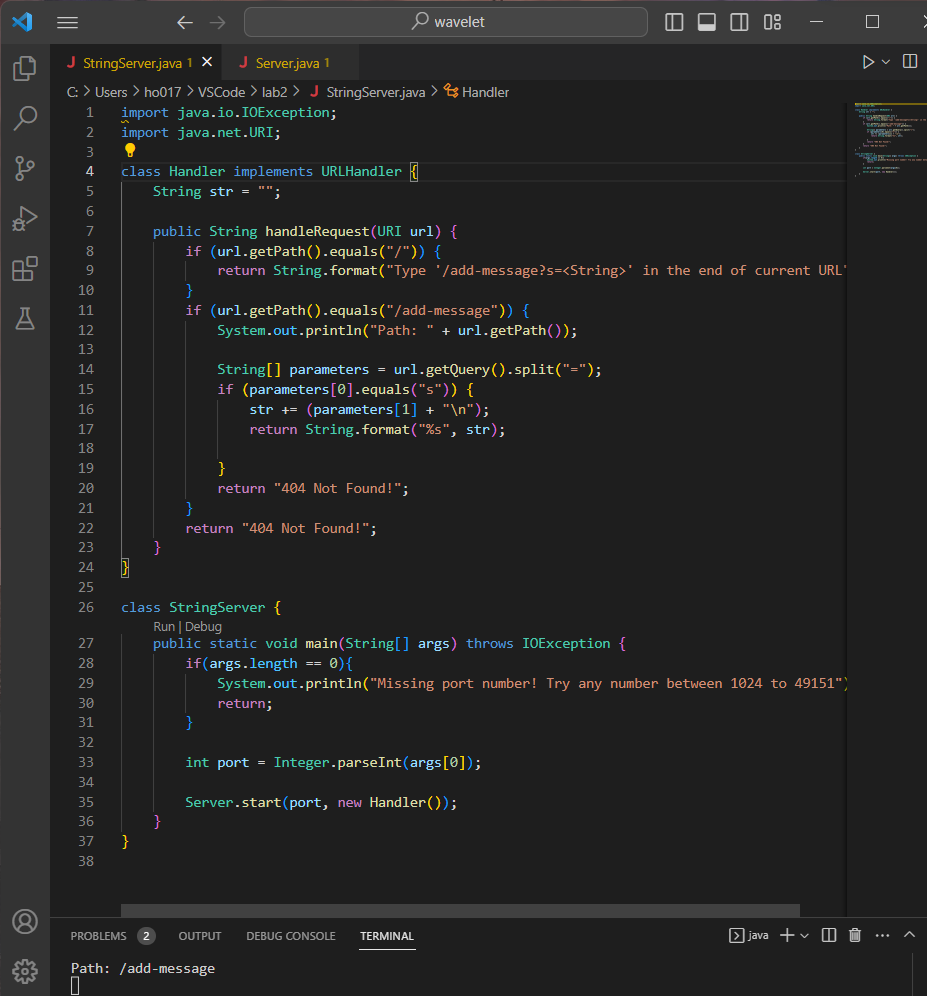 wavelet
StringServer.java 1
Server.java 1
C: > Users > ho017 > VSCode > lab2 > J StringServer.java > Handler
1 import java.io.IOException;
2 import java.net.URI;
3
4 class Handler implements URLHandler {
5 String str = "";
6
7 public String handleRequest(URI url) {
8 if (url.getPath().equals("/")) {
9 return String.format("Type '/add-message?s=<String>' in the end of current URL"
10 }
11 if (url.getPath().equals("/add-message")) {
12 System.out.println("Path: " + url.getPath());
13
14 String[] parameters = url.getQuery().split("=");
15 if (parameters[0].equals("s")) {
16 str += (parameters[1] + "\n");
17 return String.format("%s", str);
18
19 }
20 return "404 Not Found!";
21 }
22 return "404 Not Found!";
23 }
24 }
25
26 class StringServer {
Run | Debug
27 public static void main(String[] args) throws IOException {
28 if(args.length == 0){
29 System.out.println("Missing port number! Try any number between 1024 to 49151")
30 return;
31 }
32
33 int port = Integer.parseInt(args[0]);
34
35 Server.start(port, new Handler());
36 }
37 }
38
PROBLEMS 2 OUTPUT DEBUG CONSOLE TERMINAL java
Path: /add-message